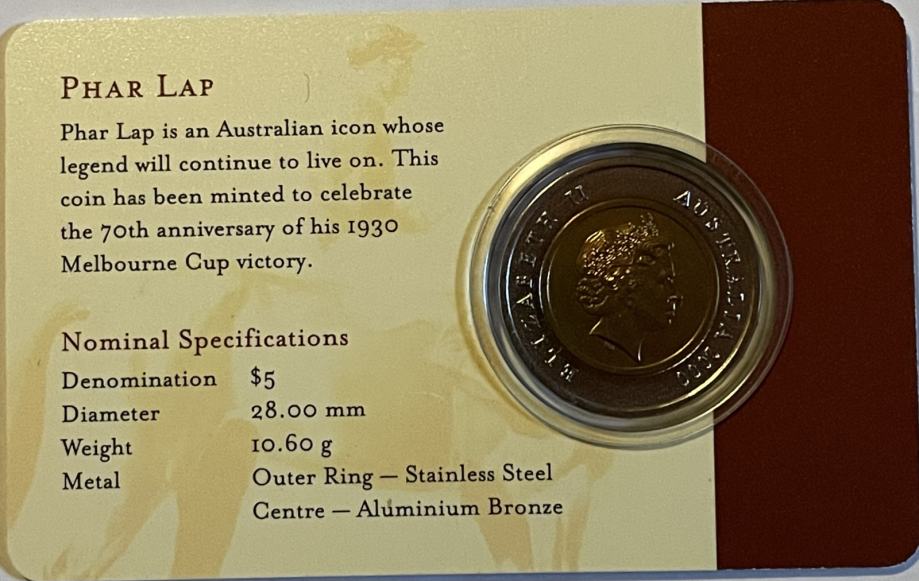 PHAR LAP
Phar Lap is an Australian icon whose
legend will continue to live on. This
coin has been minted to celebrate
the 70th anniversary of his 1930
Melbourne Cup victory.
Nominal Specifications
Denomination $5
Diameter 28.00 mm
Weight 10.60 g
Metal Outer Ring — Stainless Steel
Centre — Aluminium Bronze
ELIZABETH II AUSTRALIA 2000